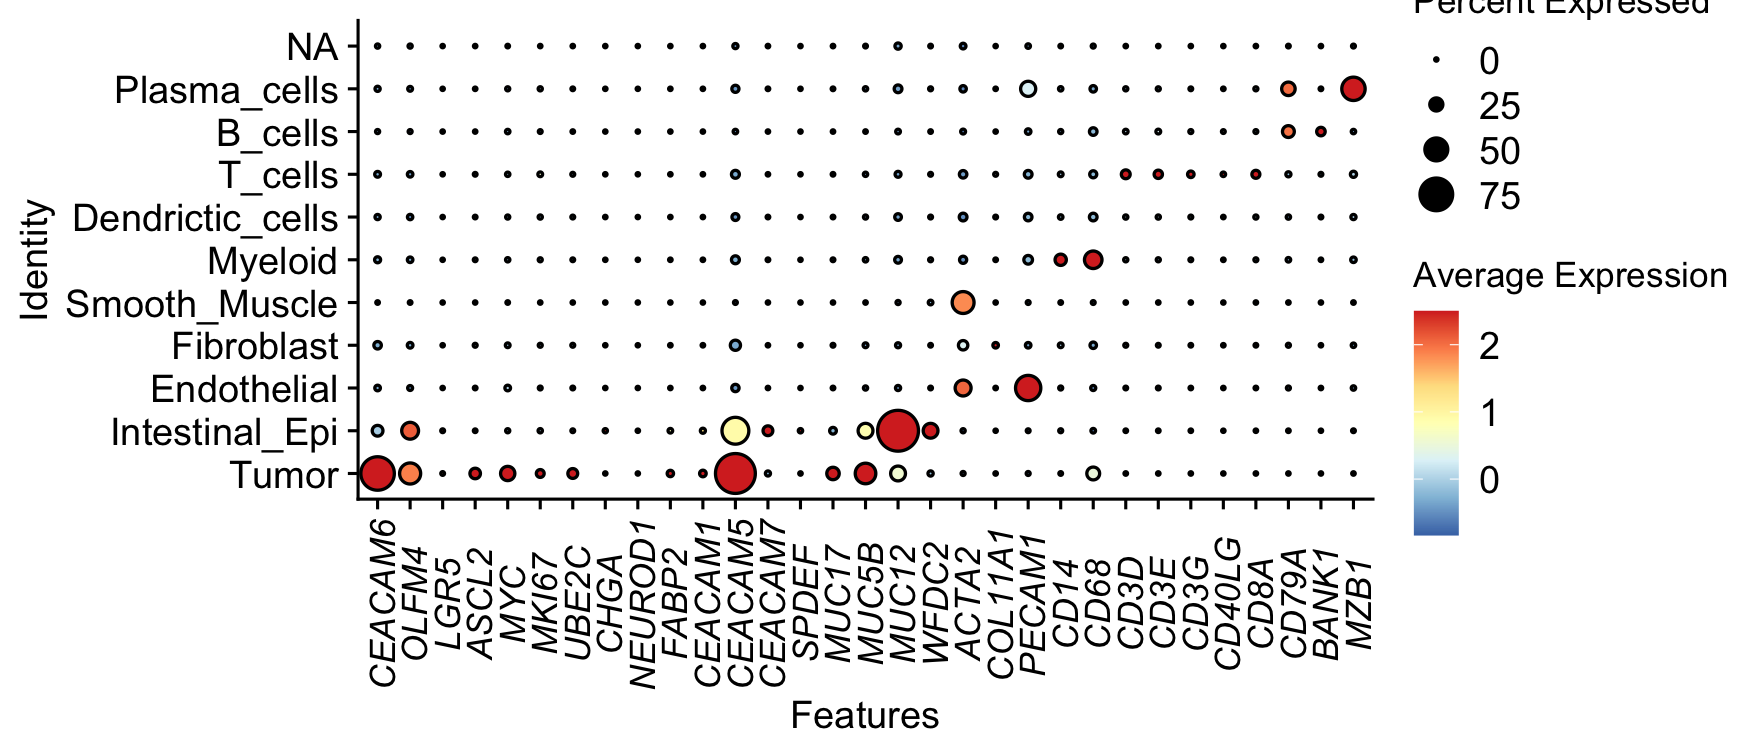 Percent Expressed
0
25
50
75
Average Expression
2
1
0
Identity
NA
Plasma_cells
B_cells
T_cells
Dendrictic_cells
Myeloid
Smooth_Muscle
Fibroblast
Endothelial
Intestinal_Epi
Tumor
CEACAM6
OLFM4
LGR5
ASCL2
MYC
MKI67
UBE2C
CHGA
NEUROD1
FABP2
CEACAM1
CEACAM5
CEACAM7
SPDEF
MUC17
MUC5B
MUC12
WFDC2
ACTA2
COL11A1
PECAM1
CD14
CD68
CD3D
CD3E
CD3G
CD40LG
CD8A
CD79A
BANK1
MZB1
Features